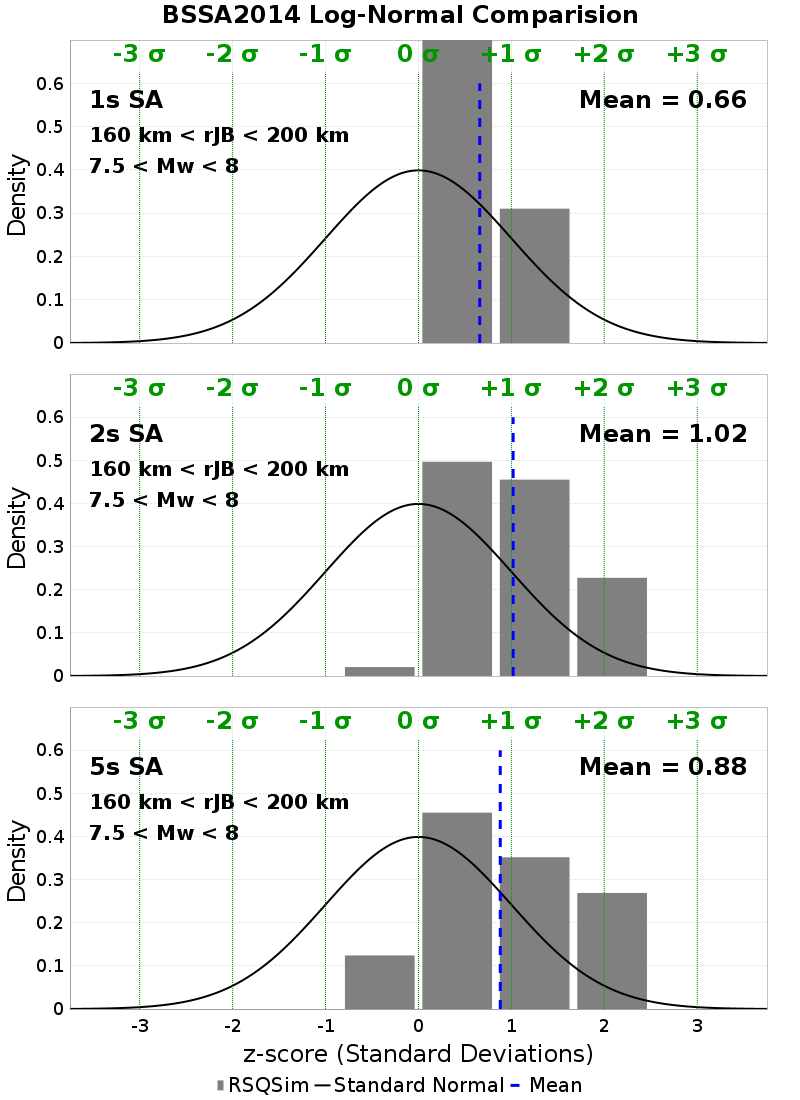 BSSA2014 Log-Normal Comparision
-3 σ -2 σ -1 σ 0 σ +1 σ +2 σ +3 σ
1s SA Mean = 0.66
160 km < rJB < 200 km
7.5 < Mw < 8
0.6
0.5
0.4
0.3
0.2
0.1
0
Density
-3 σ -2 σ -1 σ 0 σ +1 σ +2 σ +3 σ
2s SA Mean = 1.02
160 km < rJB < 200 km
7.5 < Mw < 8
0.6
0.5
0.4
0.3
0.2
0.1
0
Density
-3 σ -2 σ -1 σ 0 σ +1 σ +2 σ +3 σ
5s SA Mean = 0.88
160 km < rJB < 200 km
7.5 < Mw < 8
0.6
0.5
0.4
0.3
0.2
0.1
0
Density
-3 -2 -1 0 1 2 3
z-score (Standard Deviations)
RSQSim Standard Normal Mean